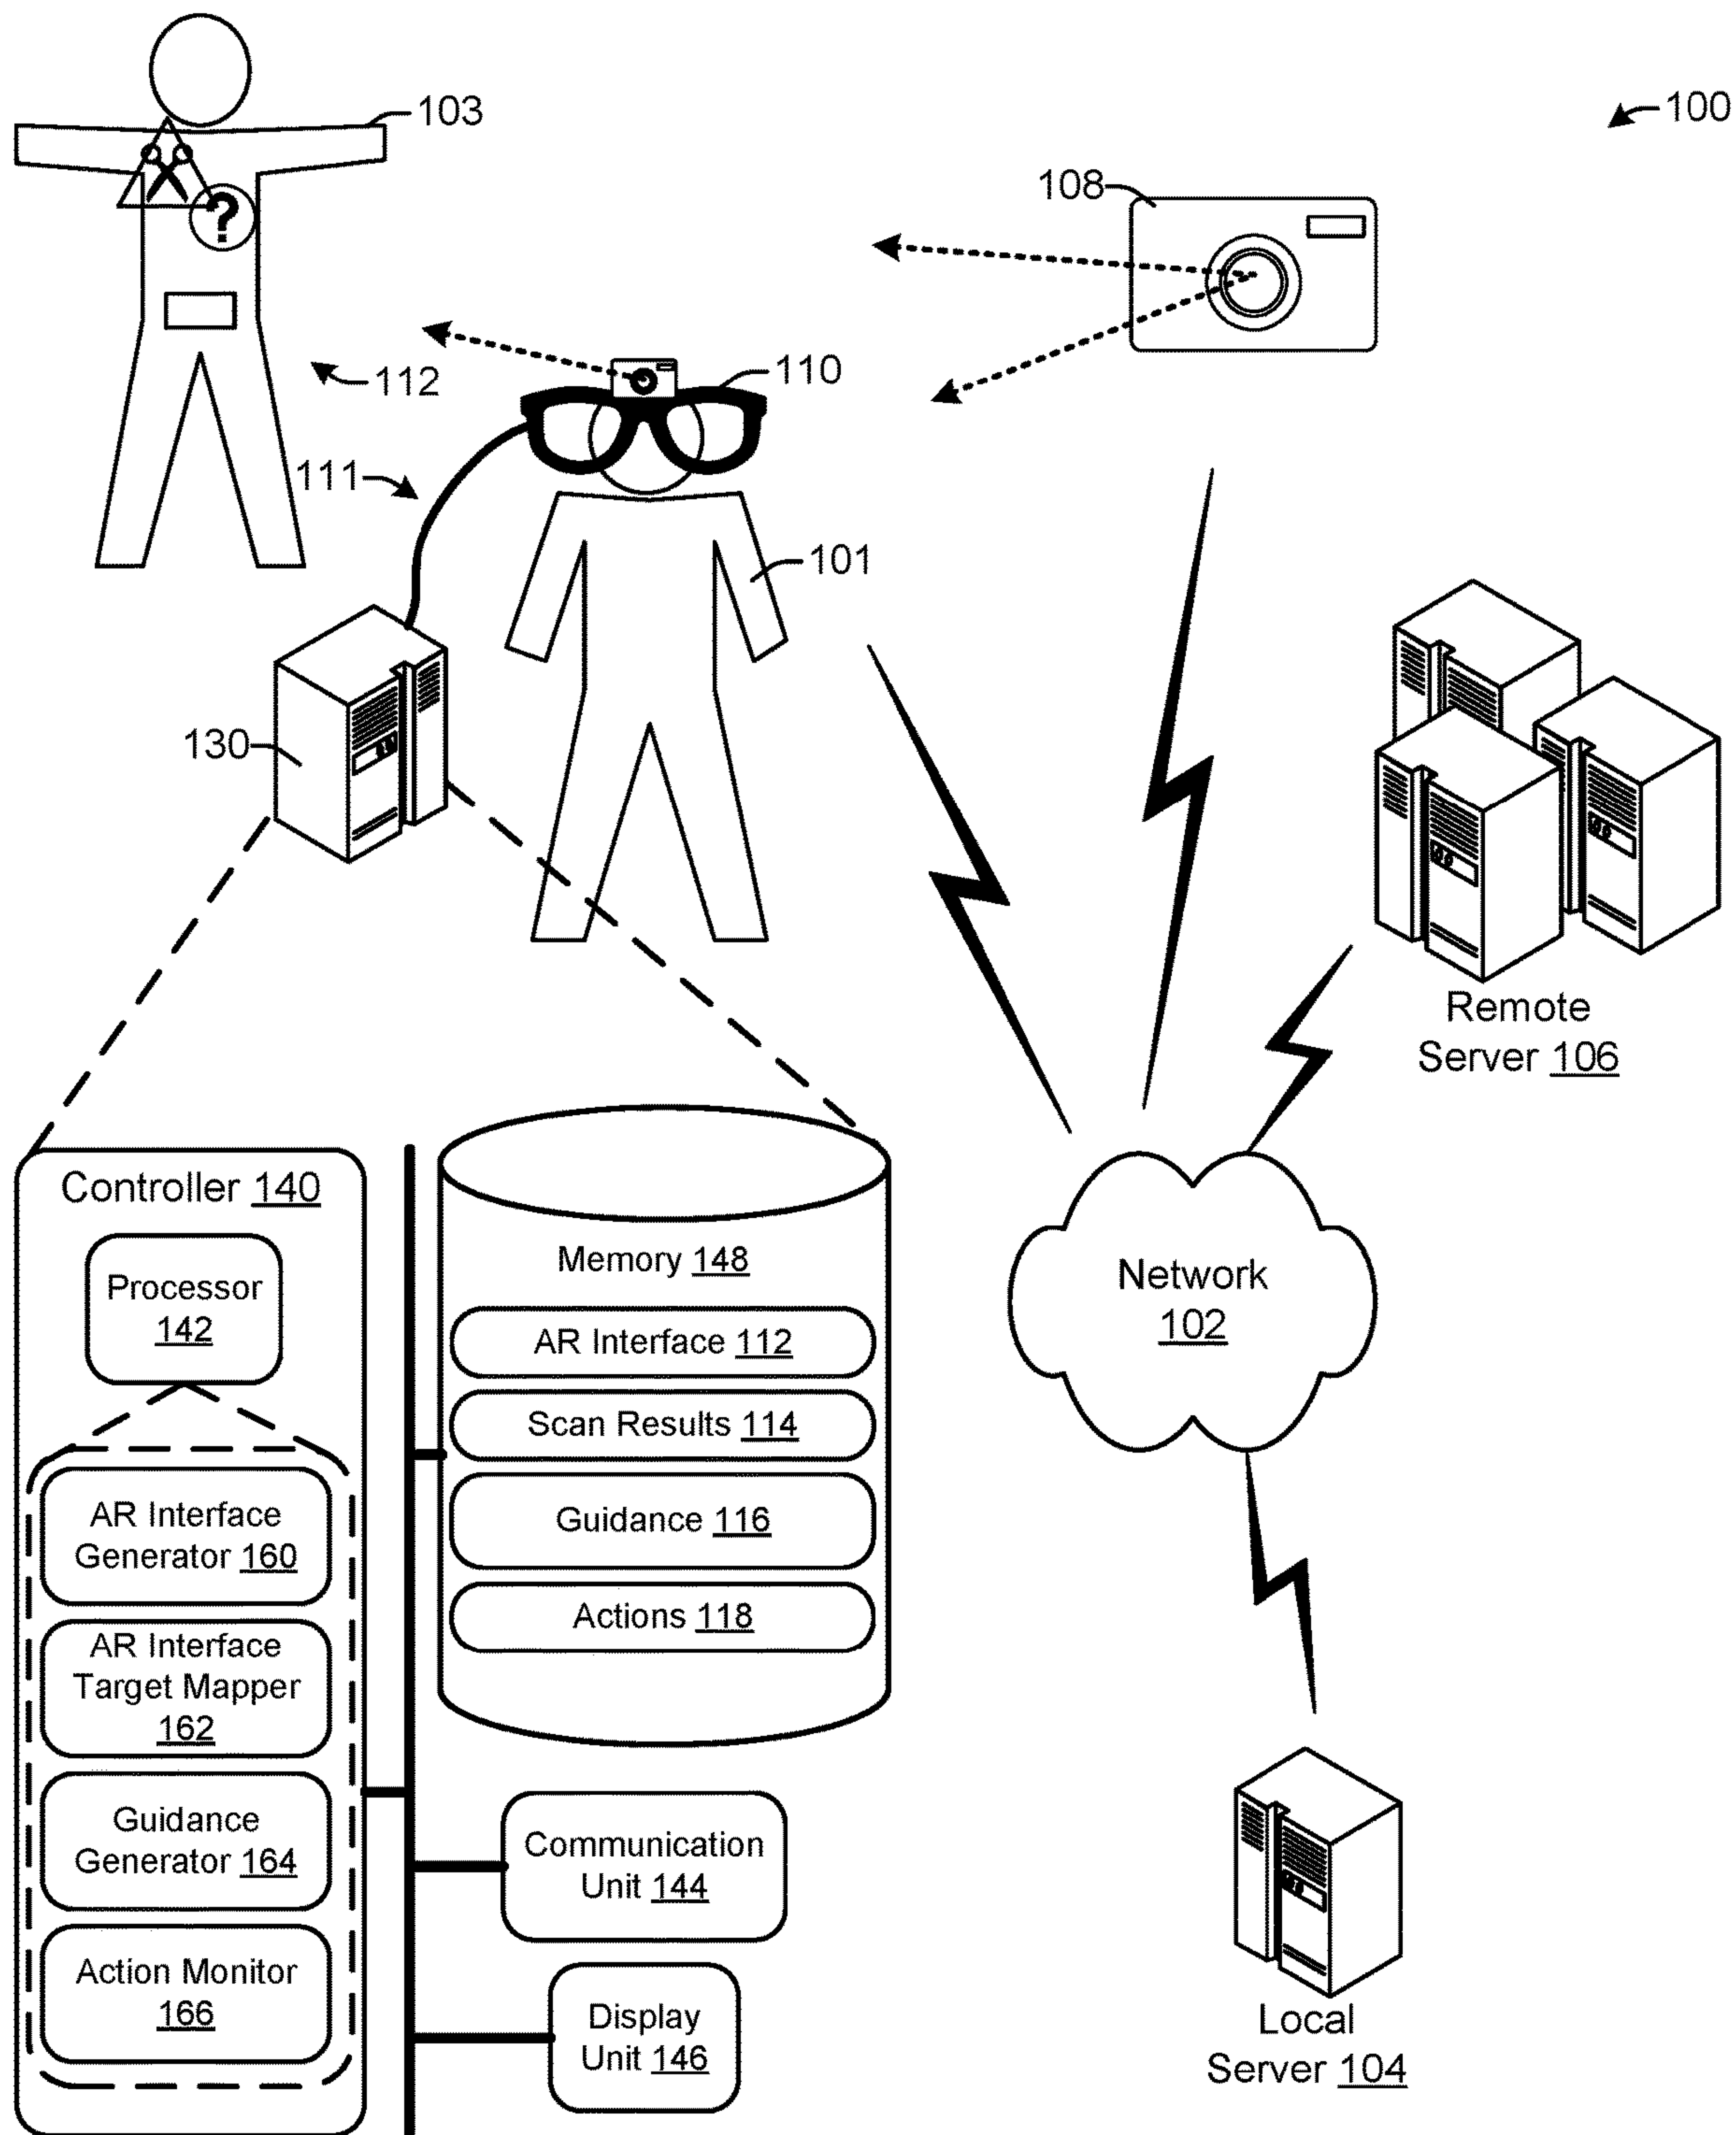 103
100
108
?
112
110
111
101
130
Remote
Server 106
Controller 140
Processor
142
AR Interface
Generator 160
AR Interface
Target Mapper
162
Guidance
Generator 164
Action Monitor
166
Memory 148
AR Interface 112
Scan Results 114
Guidance 116
Actions 118
Communication
Unit 144
Display
Unit 146
Network
102
Local
Server 104